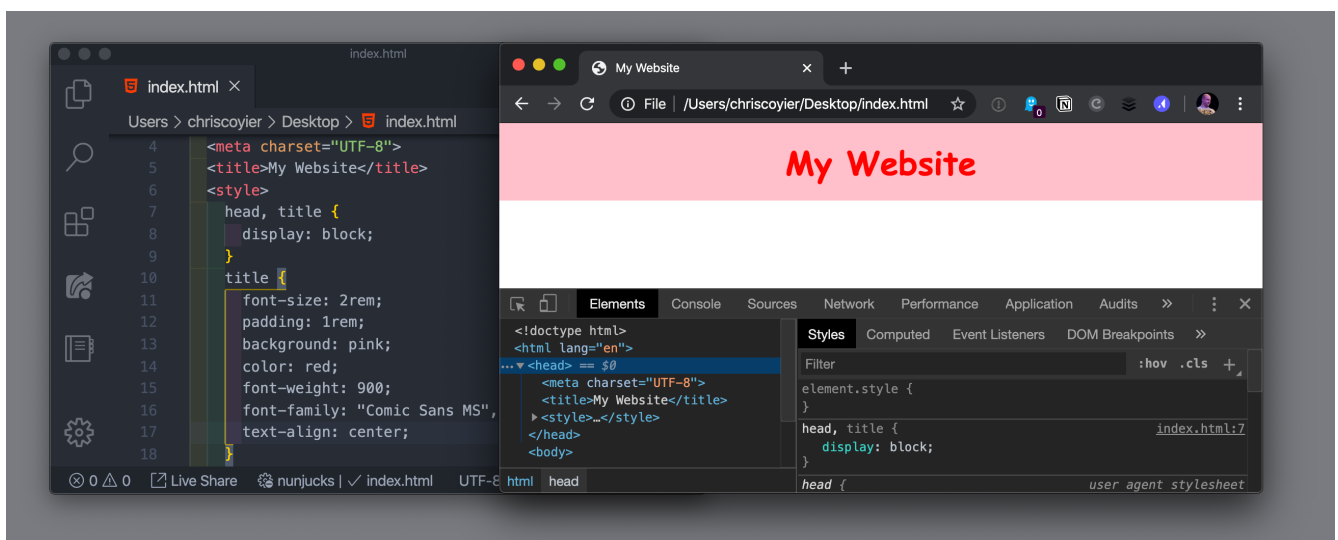 index.html
index.html
Users > chriscoyier > Desktop > index.html
4 <meta charset="UTF-8">
5 <title>My Website</title>
6 <style>
7 head, title {
8 display: block;
9 }
10 title {
11 font-size: 2rem;
12 padding: 1rem;
13 background: pink;
14 color: red;
15 font-weight: 900;
16 font-family: "Comic Sans MS",
17 text-align: center;
18 }
0 0 Live Share nunjucks | ✓ index.html UTF-8
My Website
File | /Users/chriscoyier/Desktop/index.html
0
My Website
Elements Console Sources Network Performance Application Audits »
<!doctype html>
<html lang="en">
...▼<head> == $0
<meta charset="UTF-8">
<title>My Website</title>
▶<style>…</style>
</head>
<body>
html head
Styles Computed Event Listeners DOM Breakpoints »
Filter :hov .cls +
element.style {
}
head, title { index.html:7
display: block;
}
head { user agent stylesheet